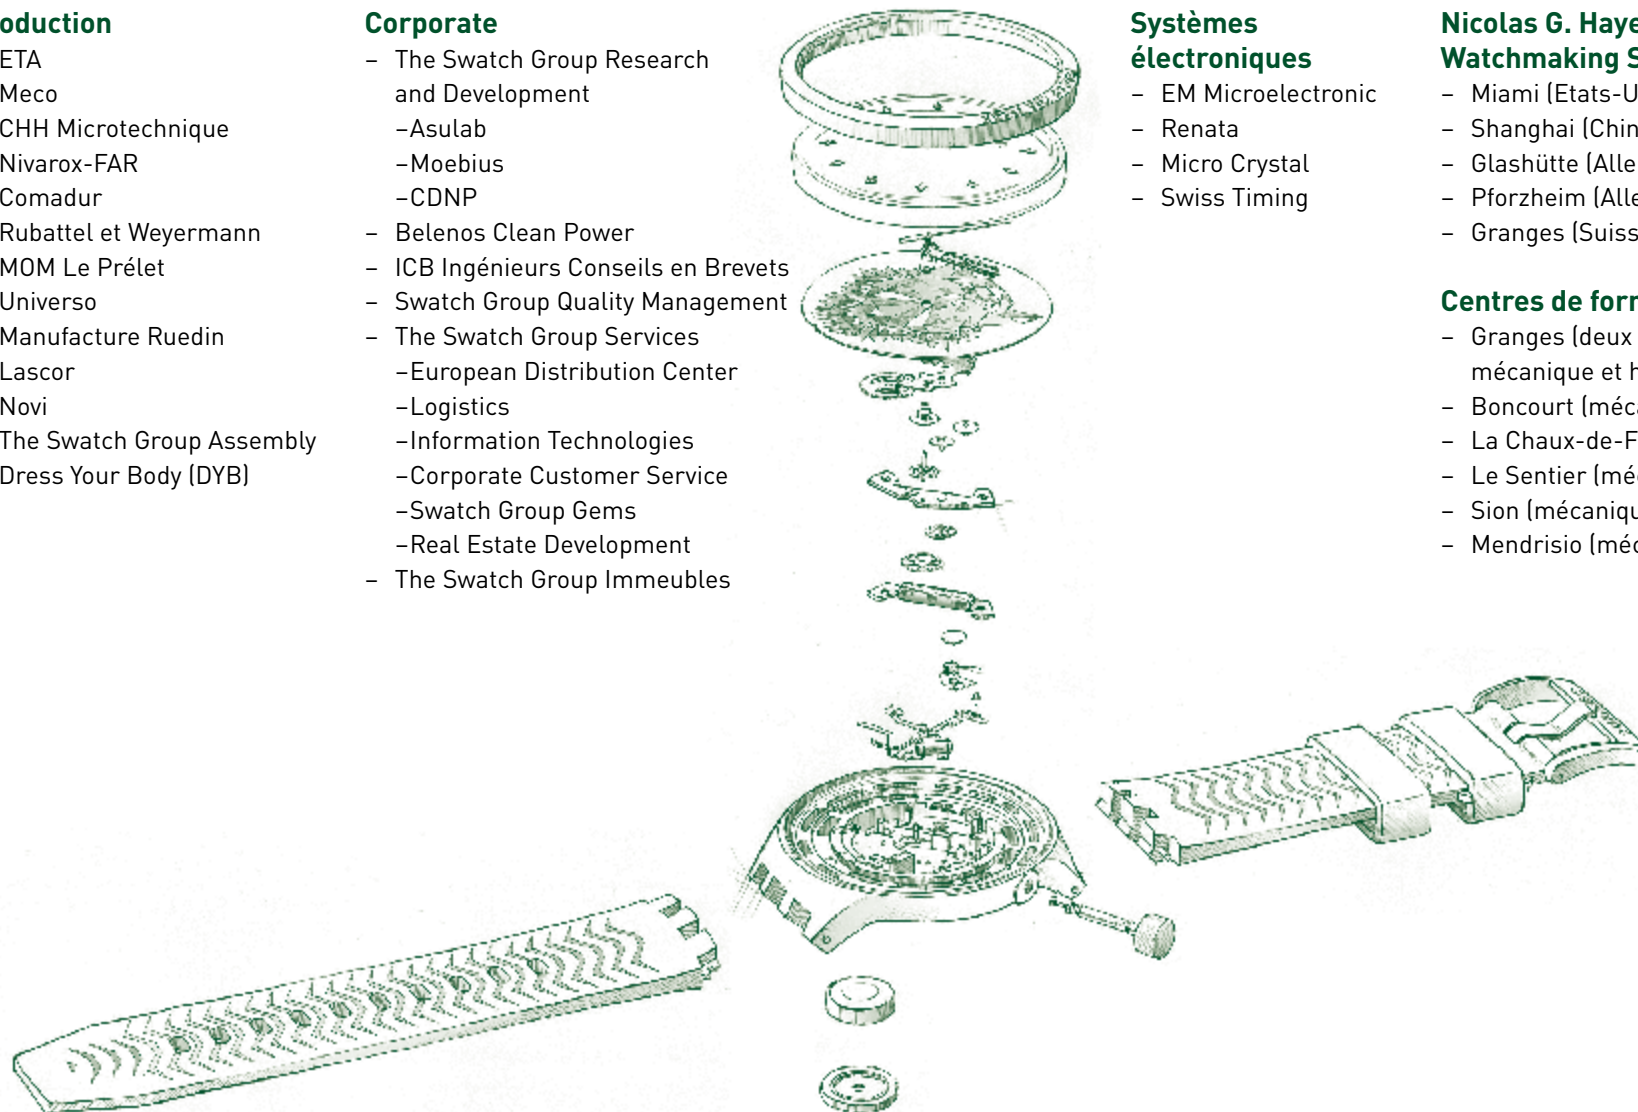 oduction
ETA
Meco
CHH Microtechnique
Nivarox-FAR
Comadur
Rubattel et Weyermann
MOM Le Prélet
Universo
Manufacture Ruedin
Lascor
Novi
The Swatch Group Assembly
Dress Your Body (DYB)
Corporate
– The Swatch Group Research
and Development
–Asulab
–Moebius
–CDNP
– Belenos Clean Power
– ICB Ingénieurs Conseils en Brevets
– Swatch Group Quality Management
– The Swatch Group Services
–European Distribution Center
–Logistics
–Information Technologies
–Corporate Customer Service
–Swatch Group Gems
–Real Estate Development
– The Swatch Group Immeubles
Systèmes
électroniques
– EM Microelectronic
– Renata
– Micro Crystal
– Swiss Timing
Nicolas G. Haye
Watchmaking S
– Miami (Etats-U
– Shanghai (Chin
– Glashütte (Alle
– Pforzheim (Alle
– Granges (Suiss
Centres de forn
– Granges (deux
mécanique et h
– Boncourt (méca
– La Chaux-de-F
– Le Sentier (méc
– Sion (mécaniqu
– Mendrisio (méc